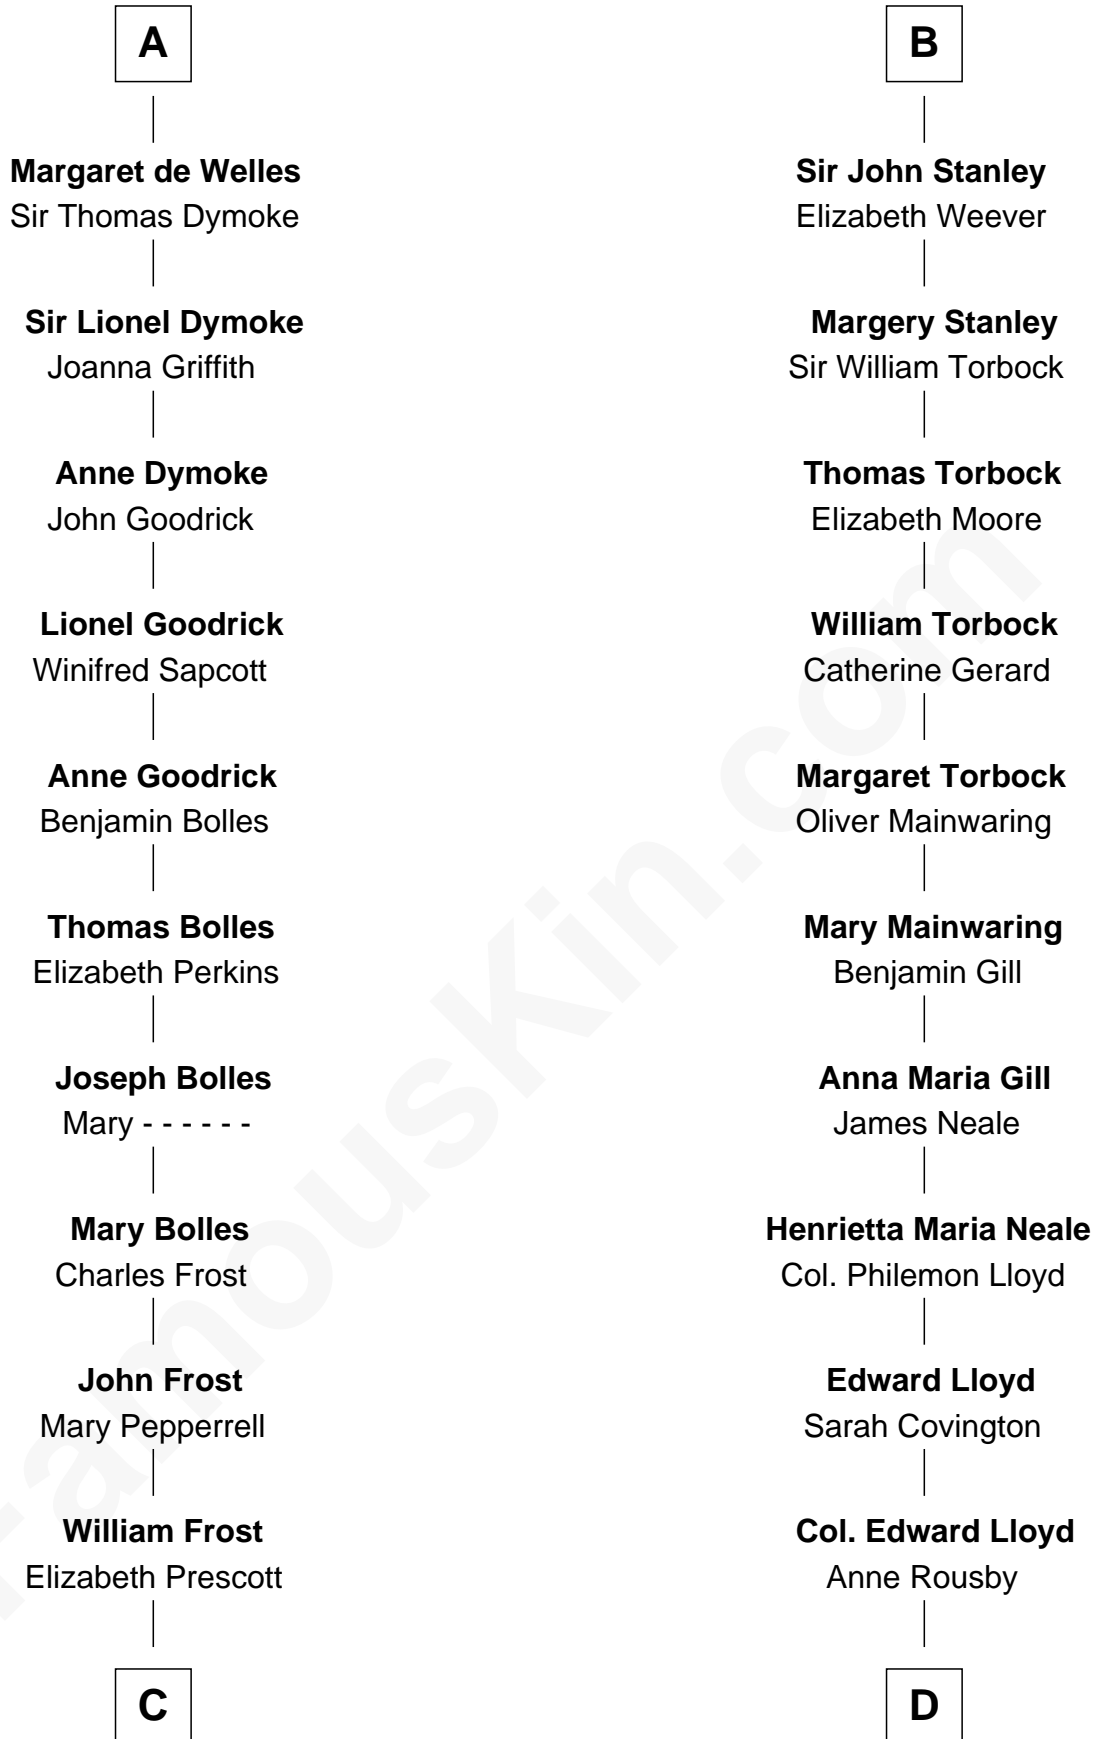 A
Margaret de Welles
Sir Thomas Dymoke
Sir Lionel Dymoke
Joanna Griffith
Anne Dymoke
John Goodrick
Lionel Goodrick
Winifred Sapcott
Anne Goodrick
Benjamin Bolles
Thomas Bolles
Elizabeth Perkins
Joseph Bolles
Mary - - - - - -
Mary Bolles
Charles Frost
John Frost
Mary Pepperrell
William Frost
Elizabeth Prescott
C
B
Sir John Stanley
Elizabeth Weever
Margery Stanley
Sir William Torbock
Thomas Torbock
Elizabeth Moore
William Torbock
Catherine Gerard
Margaret Torbock
Oliver Mainwaring
Mary Mainwaring
Benjamin Gill
Anna Maria Gill
James Neale
Henrietta Maria Neale
Col. Philemon Lloyd
Edward Lloyd
Sarah Covington
Col. Edward Lloyd
Anne Rousby
D
FamousKin.com